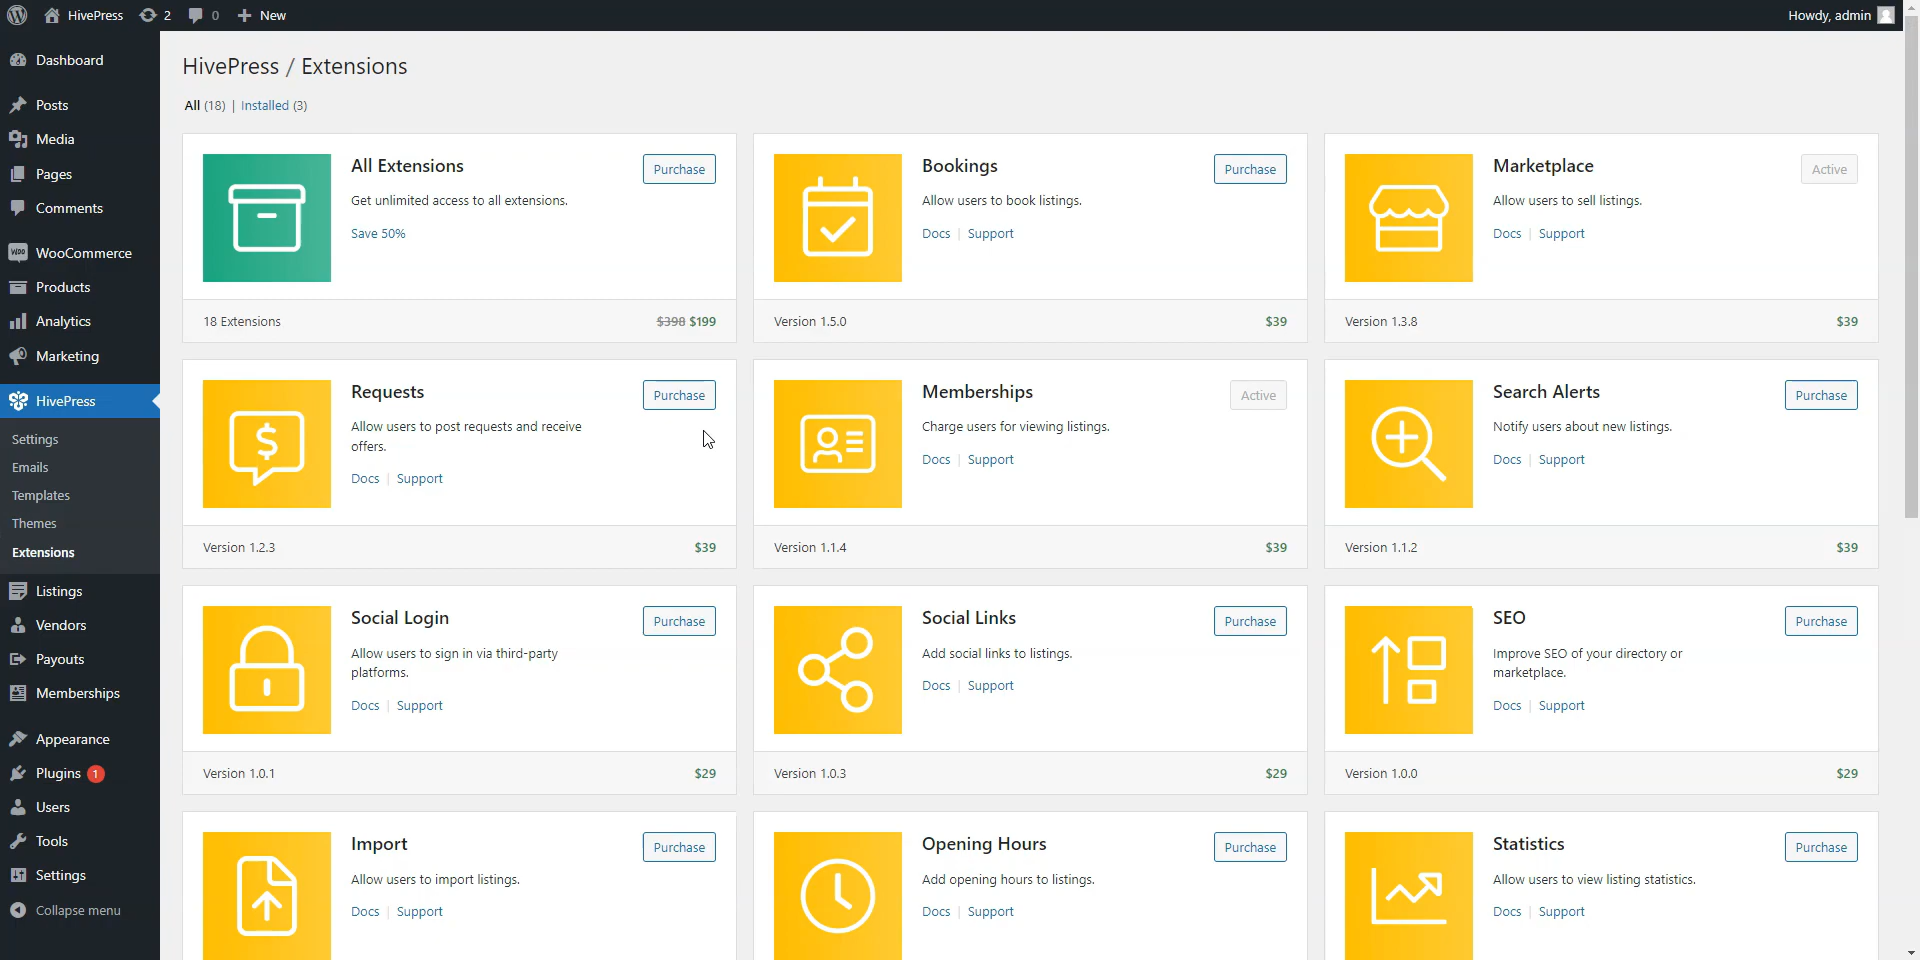 HivePress 2 0 New Howdy, admin
Dashboard
Posts
Media
Pages
Comments
WooCommerce
Products
Analytics
Marketing
HivePress
Settings
Emails
Templates
Themes
Extensions
Listings
Vendors
Payouts
Memberships
Appearance
Plugins 1
Users
Tools
Settings
Collapse menu
HivePress / Extensions
All (18) | Installed (3)
All Extensions
Purchase
Get unlimited access to all extensions.
Save 50%
18 Extensions $398 $199
Bookings
Purchase
Allow users to book listings.
Docs | Support
Version 1.5.0 $39
Marketplace
Active
Allow users to sell listings.
Docs | Support
Version 1.3.8 $39
Requests
Purchase
Allow users to post requests and receive
offers.
Docs | Support
Version 1.2.3 $39
Memberships
Active
Charge users for viewing listings.
Docs | Support
Version 1.1.4 $39
Search Alerts
Purchase
Notify users about new listings.
Docs | Support
Version 1.1.2 $39
Social Login
Purchase
Allow users to sign in via third-party
platforms.
Docs | Support
Version 1.0.1 $29
Social Links
Purchase
Add social links to listings.
Docs | Support
Version 1.0.3 $29
SEO
Purchase
Improve SEO of your directory or
marketplace.
Docs | Support
Version 1.0.0 $29
Import
Purchase
Allow users to import listings.
Docs | Support
Opening Hours
Purchase
Add opening hours to listings.
Docs | Support
Statistics
Purchase
Allow users to view listing statistics.
Docs | Support